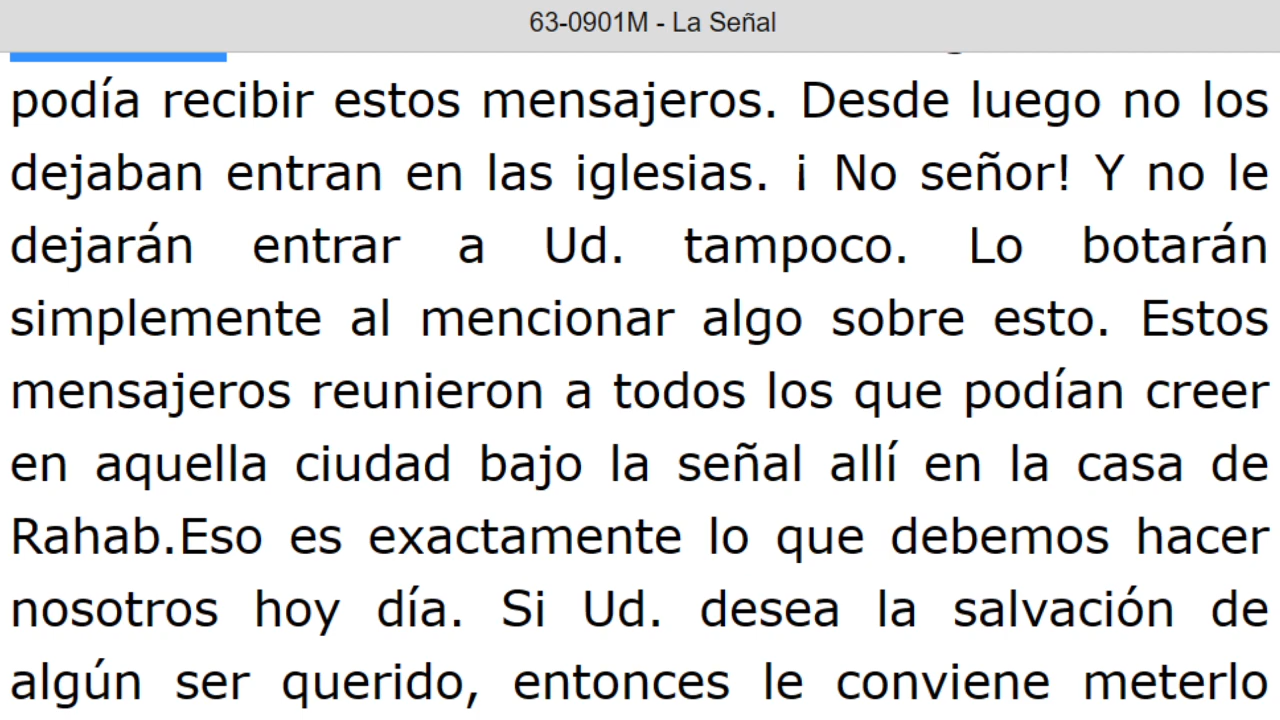 63-0901M - La Señal
podía recibir estos mensajeros. Desde luego no los
dejaban entran en las iglesias. ¡ No señor! Y no le
dejarán entrar a Ud. tampoco. Lo botarán
simplemente al mencionar algo sobre esto. Estos
mensajeros reunieron a todos los que podían creer
en aquella ciudad bajo la señal allí en la casa de
Rahab.Eso es exactamente lo que debemos hacer
nosotros hoy día. Si Ud. desea la salvación de
algún ser querido, entonces le conviene meterlo